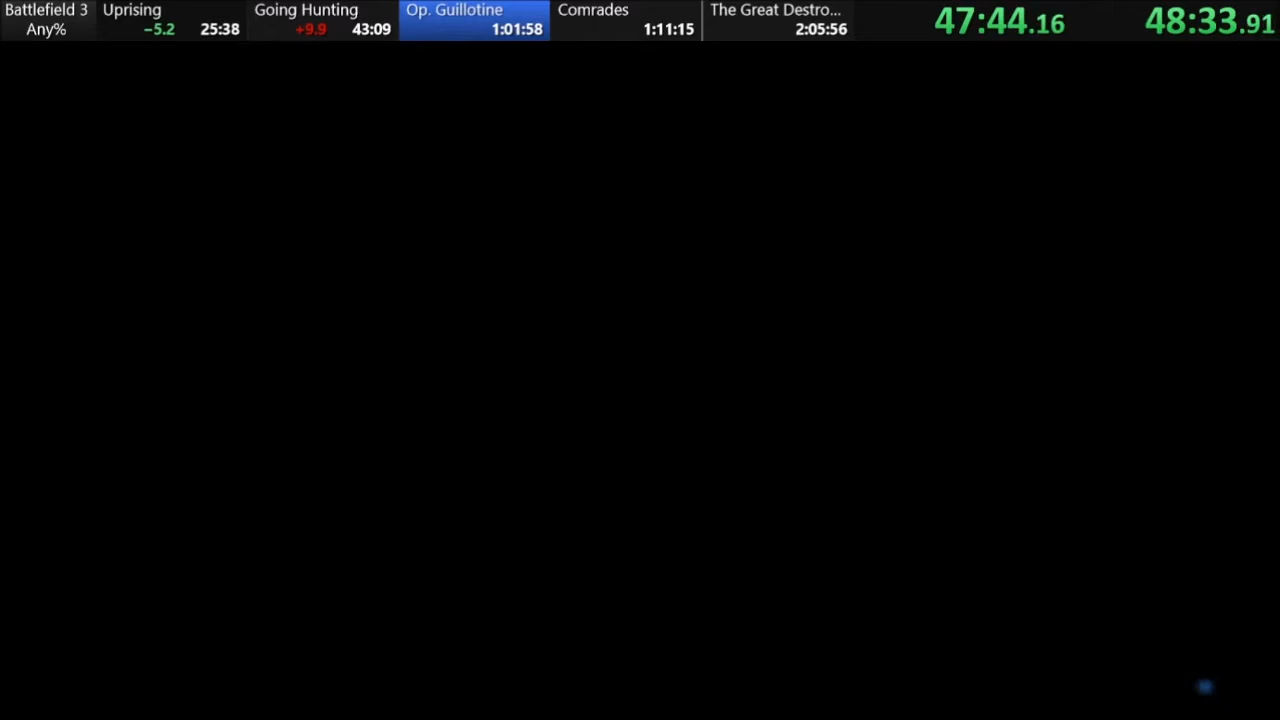 Battlefield 3
Any%
Uprising
−5.2 25:38
Going Hunting
+9.9 43:09
Op. Guillotine
1:01:58
Comrades
1:11:15
The Great Destro...
2:05:56
47:44.16
48:33.91